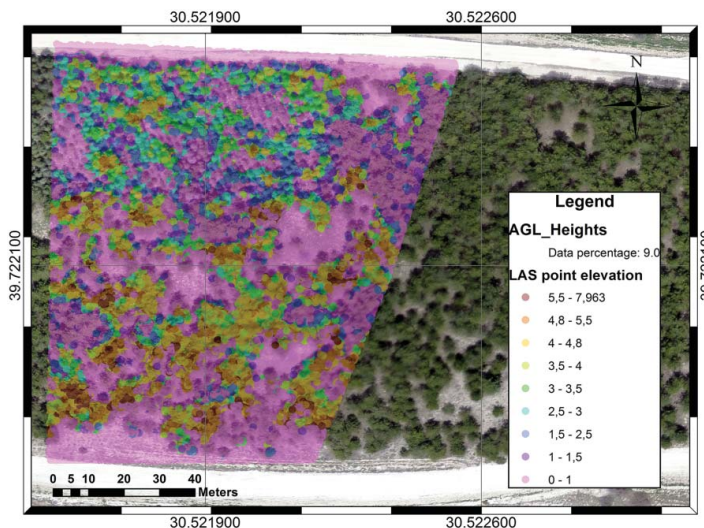 30.521900 30.522600
N
39.722100
Legend
AGL_Heights
Data percentage: 9.0
LAS point elevation
5,5 - 7,963
4,8 - 5,5
4 - 4,8
3,5 - 4
3 - 3,5
2,5 - 3
1,5 - 2,5
1 - 1,5
0 - 1
0 5 10 20 30 40
Meters
30.521900 30.522600